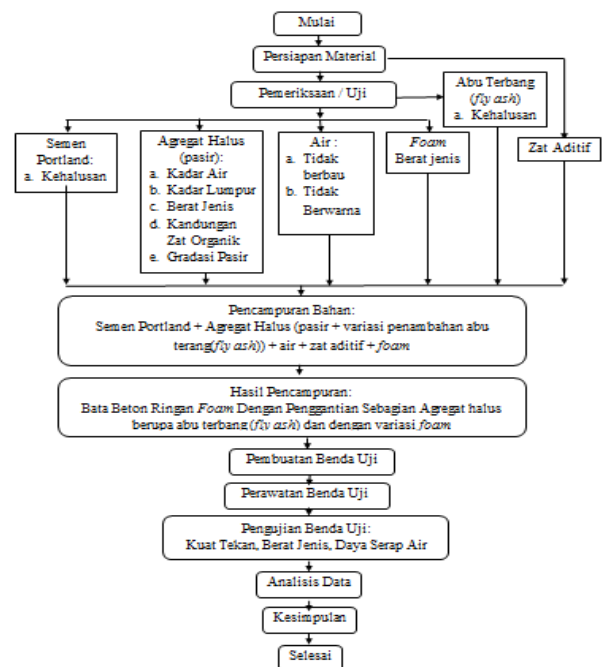 Mulai
Persiapan Material
Pemeriksaan / Uji
Abu Terbang
(fly ash)
a. Kehalusan
Semen
Portland:
a. Kehalusan
Agregat Halus
(pasir):
a. Kadar Air
b. Kadar Lumpur
c. Berat Jenis
d. Kandungan
Zat Organik
e. Gradasi Pasir
Air :
a. Tidak
berbau
b. Tidak
Berwarna
Foam
Berat jenis
Zat Aditif
Pencampuran Bahan:
Semen Portland + Agregat Halus (pasir + variasi penambahan abu
terang(fly ash)) + air + zat aditif + foam
Hasil Pencampuran:
Bata Beton Ringan Foam Dengan Penggantian Sebagian Agregat halus
berupa abu terbang (fly ash) dan dengan variasi foam
Pembuatan Benda Uji
Perawatan Benda Uji
Pengujian Benda Uji:
Kuat Tekan, Berat Jenis, Daya Serap Air
Analisis Data
Kesimpulan
Selesai